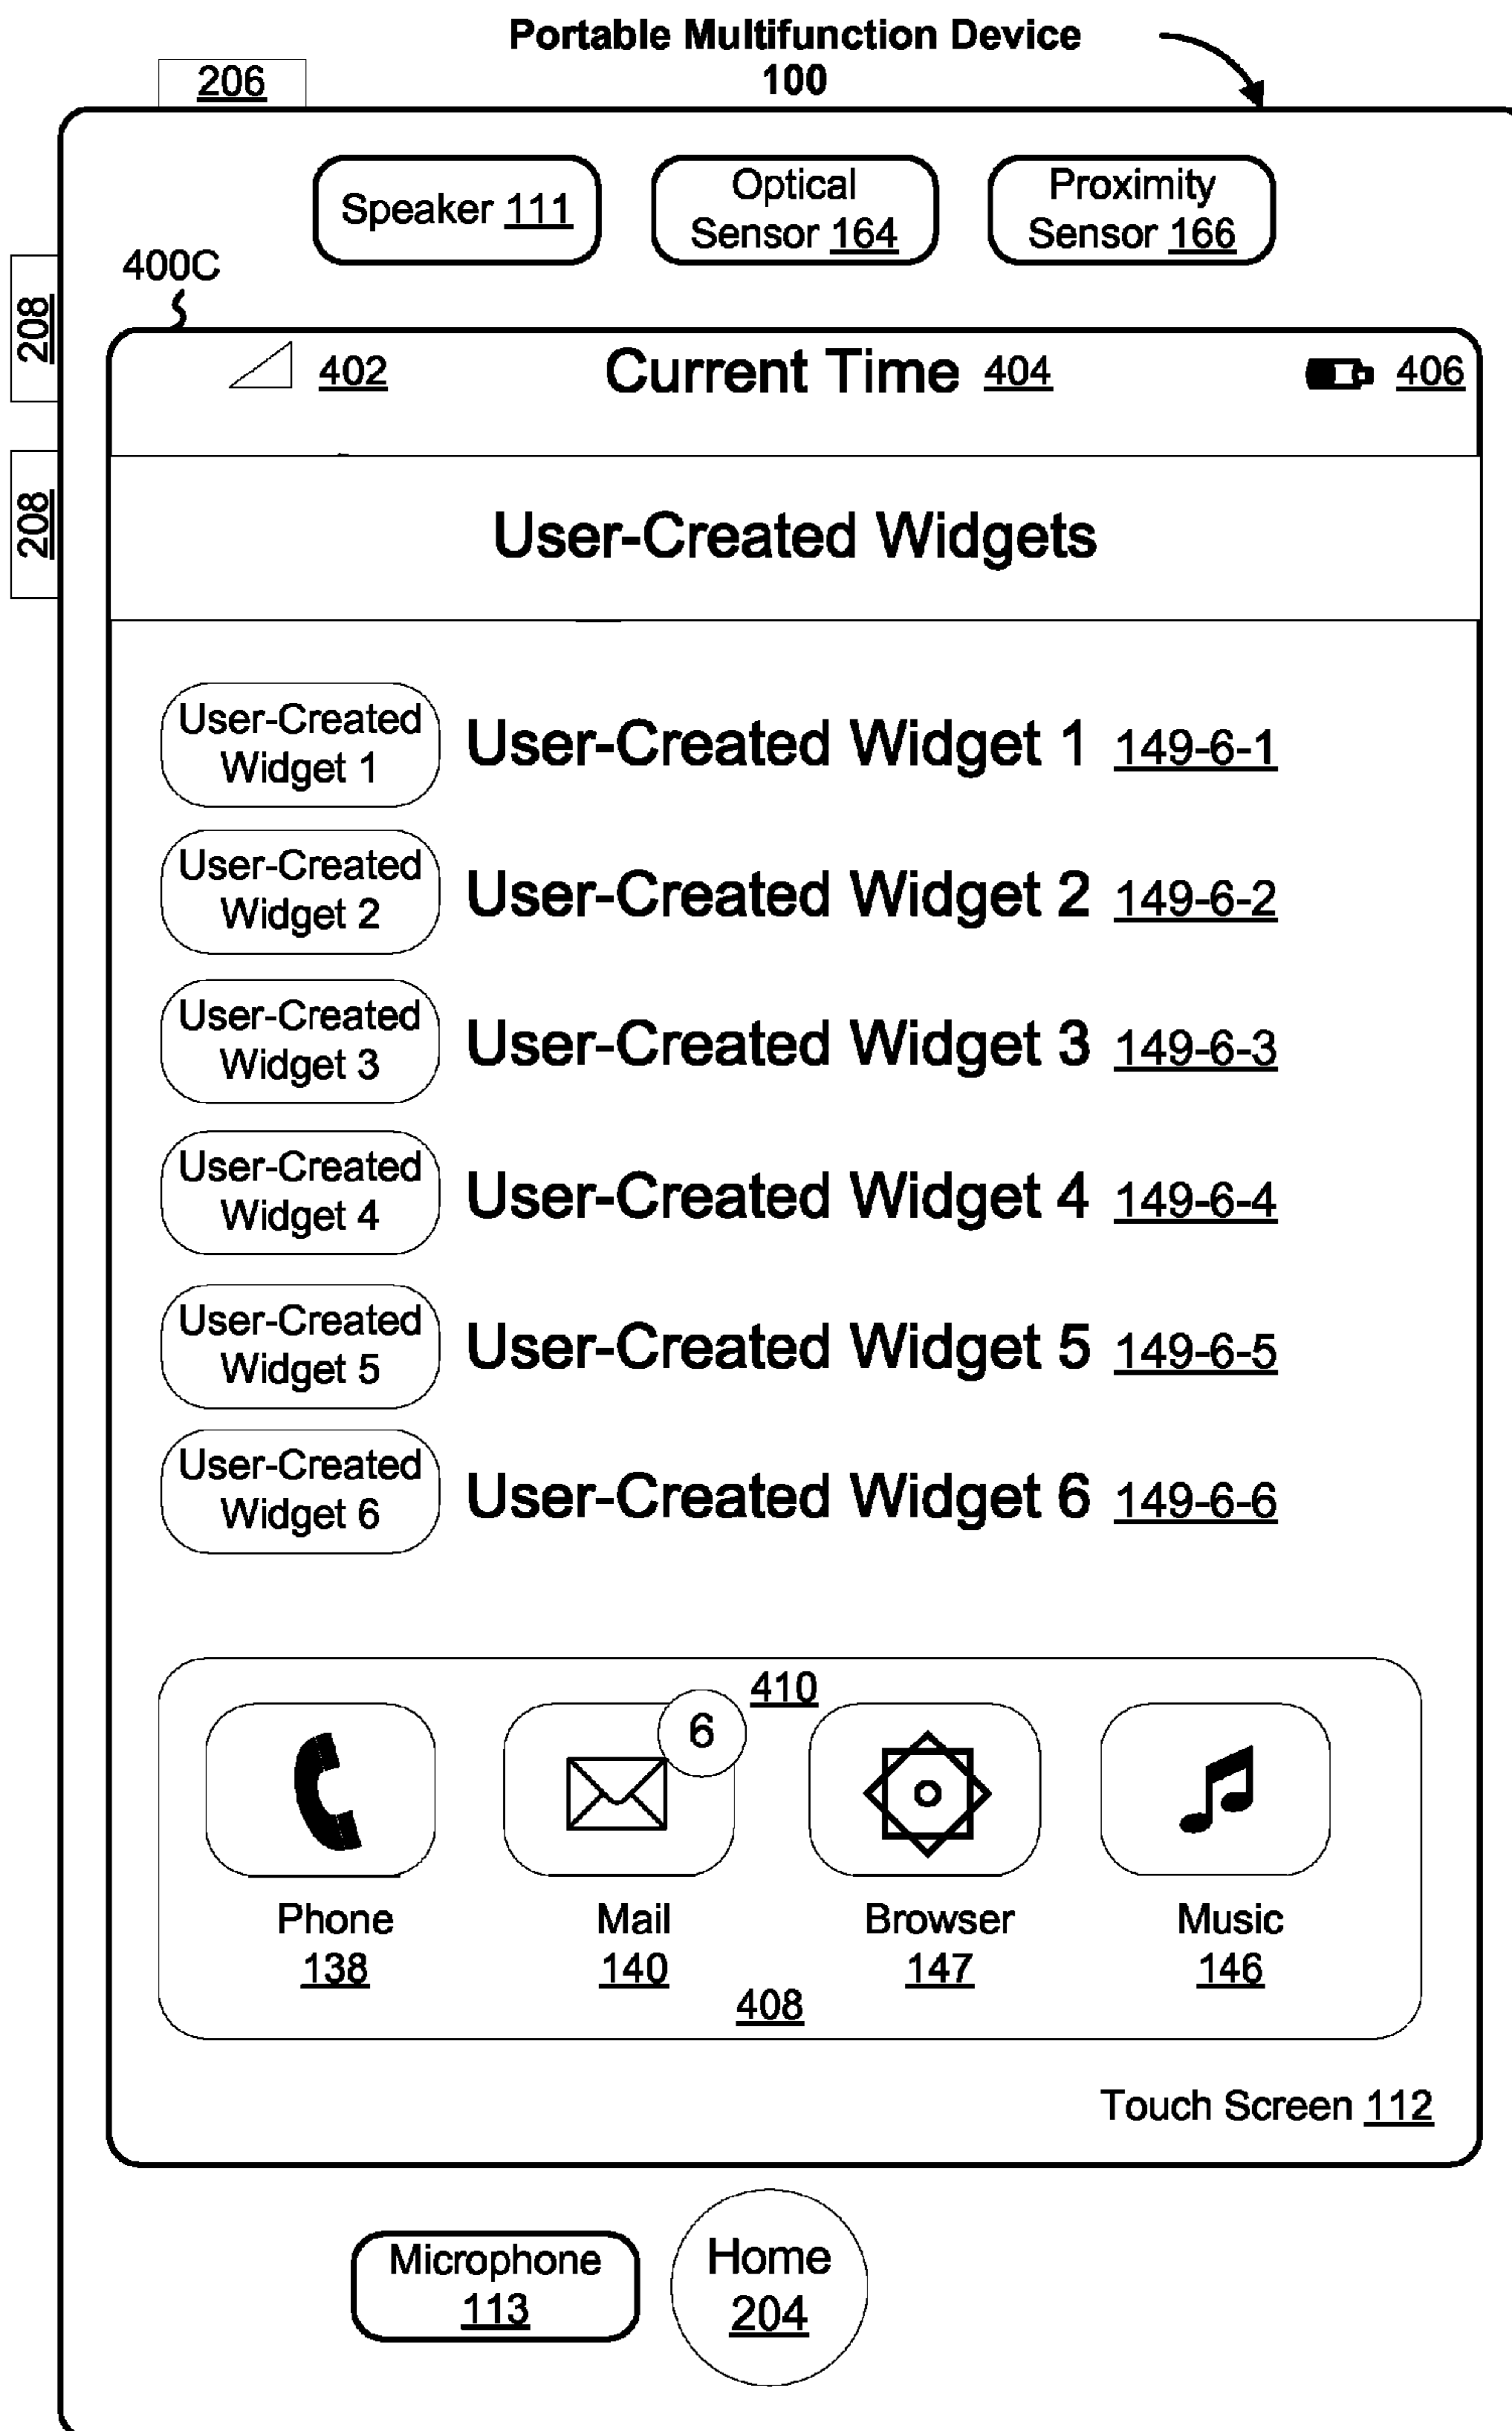 Portable Multifunction Device
100
206
Speaker 111
Optical
Sensor 164
Proximity
Sensor 166
400C
208
208
402
Current Time 404
406
User-Created Widgets
User-Created
Widget 1
User-Created Widget 1 149-6-1
User-Created
Widget 2
User-Created Widget 2 149-6-2
User-Created
Widget 3
User-Created Widget 3 149-6-3
User-Created
Widget 4
User-Created Widget 4 149-6-4
User-Created
Widget 5
User-Created Widget 5 149-6-5
User-Created
Widget 6
User-Created Widget 6 149-6-6
410
6
Phone
138
Mail
140
Browser
147
Music
146
408
Touch Screen 112
Microphone
113
Home
204